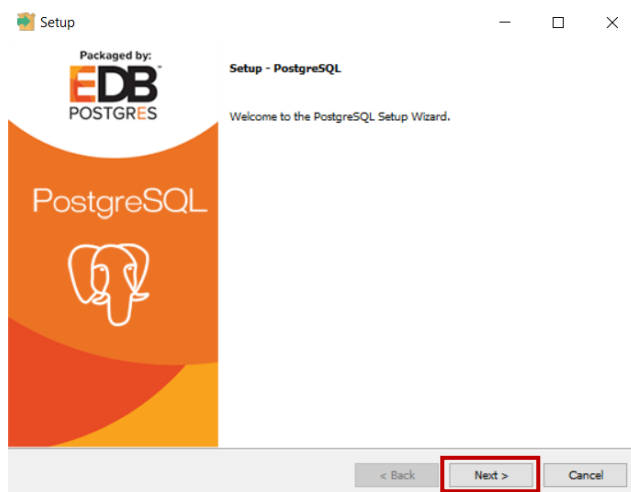 Setup
Packaged by:
EDB
POSTGRES
Setup - PostgreSQL
Welcome to the PostgreSQL Setup Wizard.
PostgreSQL
< Back
Next >
Cancel